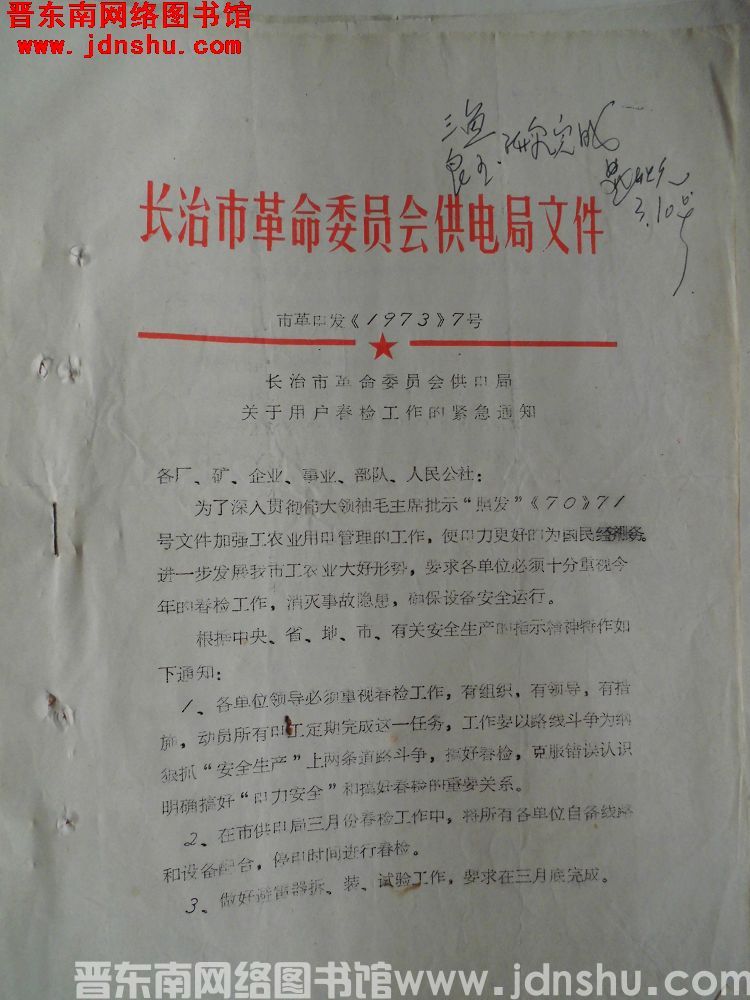 晋东南网络图书馆
www.jdnshu.com
研究完成
3.10号
长治市革命委员会供电局文件
市革电发《1973》7号
长治市革命委员会供电局
关于用户春检工作的紧急通知
各厂、矿、企业、事业、部队、人民公社：
为了深入贯彻伟大领袖毛主席批示“照发”《70》71
号文件加强工农业用电管理的工作，使电力更好的为国民经济服务。
进一步发展我市工农业大好形势，要求各单位必须十分重视今
年的春检工作，消灭事故隐患，确保设备安全运行。
根据中央、省、地、市、有关安全生产的指示精神特作如
下通知：
1、各单位领导必须重视春检工作，有组织，有领导，有措
施，动员所有电工定期完成这一任务，工作要以路线斗争为纲
狠抓“安全生产”上两条道路斗争，搞好春检，克服错误认识
明确搞好“电力安全”和搞好春检的重要关系。
2、在市供电局三月份春检工作中，将所有各单位自备线路
和设备配合，停电时间进行春检。
3、做好避雷器拆、装、试验工作，要求在三月底完成。
晋东南网络图书馆www.jdnshu.com